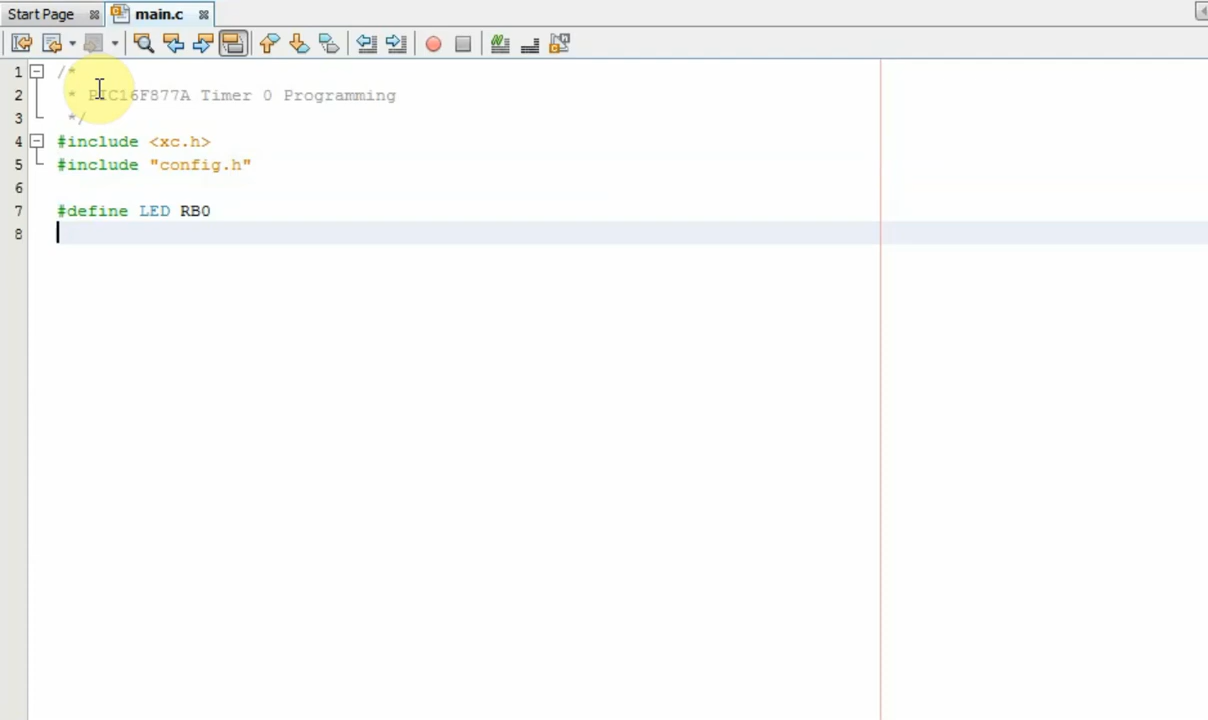 Start Page
main.c
1 /*
2 * PIC16F877A Timer 0 Programming
3 */
4 #include <xc.h>
5 #include "config.h"
6
7 #define LED RB0
8